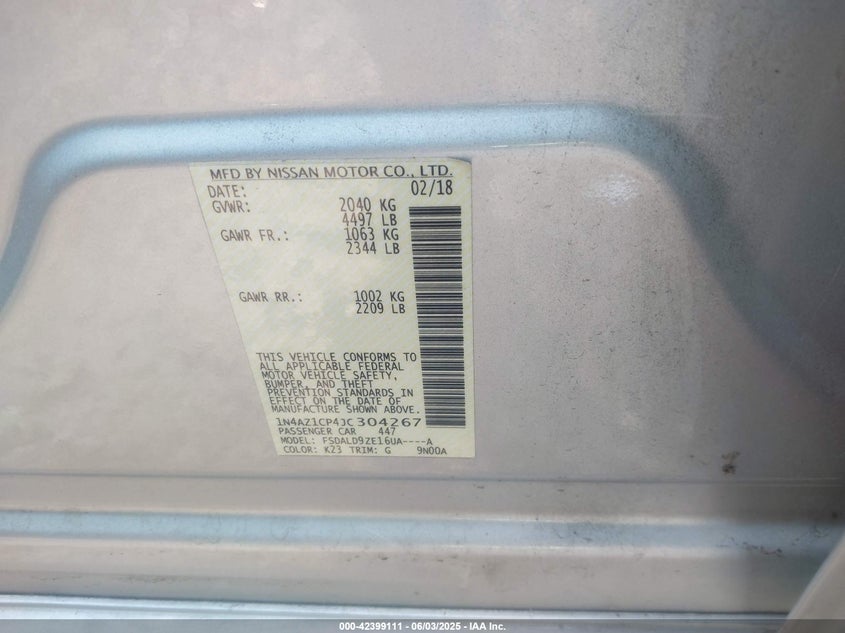 MFD BY NISSAN MOTOR CO., LTD.
DATE: 02/18
GVWR: 2040 KG
4497 LB
GAWR FR.: 1063 KG
2344 LB
GAWR RR.: 1002 KG
2209 LB
THIS VEHICLE CONFORMS TO
ALL APPLICABLE FEDERAL
MOTOR VEHICLE SAFETY,
BUMPER, AND THEFT
PREVENTION STANDARDS IN
EFFECT ON THE DATE OF
MANUFACTURE SHOWN ABOVE.
1N4AZ1CP4JC304267
PASSENGER CAR 447
MODEL: FSDALD9ZE16UA----A
COLOR: K23 TRIM: G 9N00A
000-42399111 - 06/03/2025 - IAA Inc.